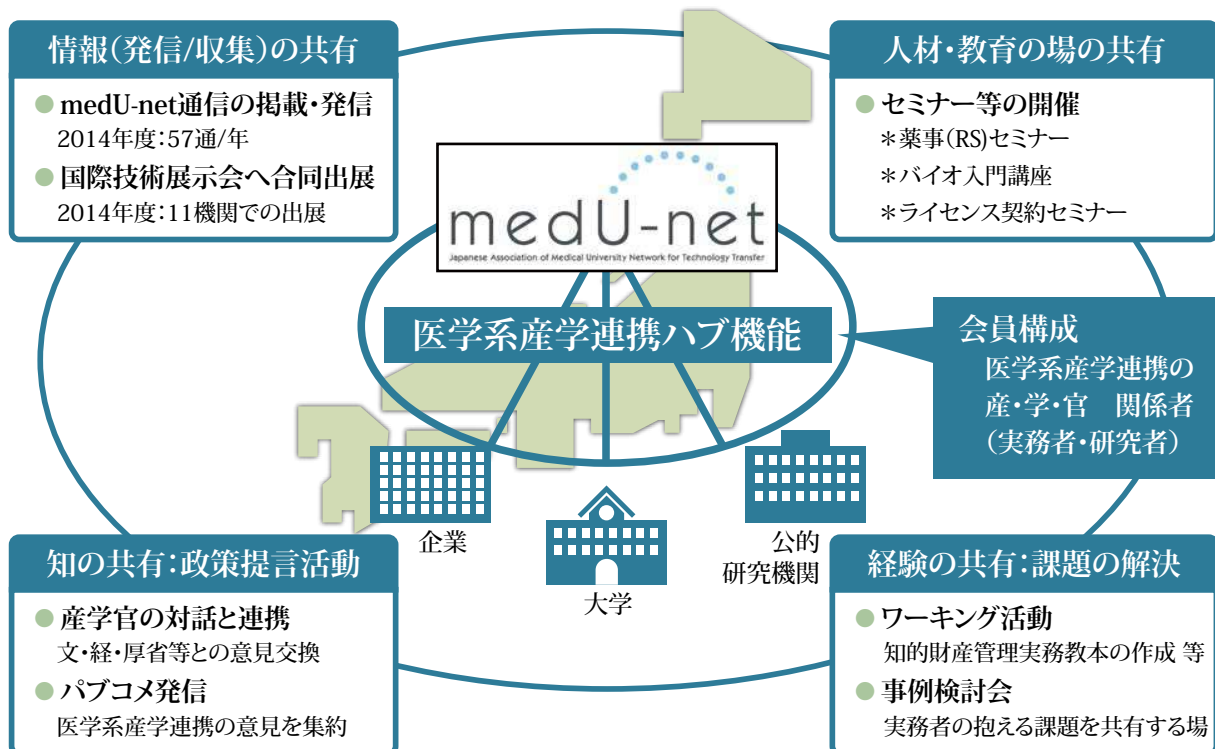 情報(発信/収集)の共有
● medU-net通信の掲載・発信
2014年度:57通/年
● 国際技術展示会へ合同出展
2014年度:11機関での出展
人材・教育の場の共有
● セミナー等の開催
＊薬事(RS)セミナー
＊バイオ入門講座
＊ライセンス契約セミナー
medU-net
Japanese Association of Medical University Network for Technology Transfer
医学系産学連携ハブ機能
会員構成
医学系産学連携の
産・学・官　関係者
(実務者・研究者)
企業
大学
公的
研究機関
知の共有:政策提言活動
● 産学官の対話と連携
文・経・厚省等との意見交換
● パブコメ発信
医学系産学連携の意見を集約
経験の共有:課題の解決
● ワーキング活動
知的財産管理実務教本の作成 等
● 事例検討会
実務者の抱える課題を共有する場